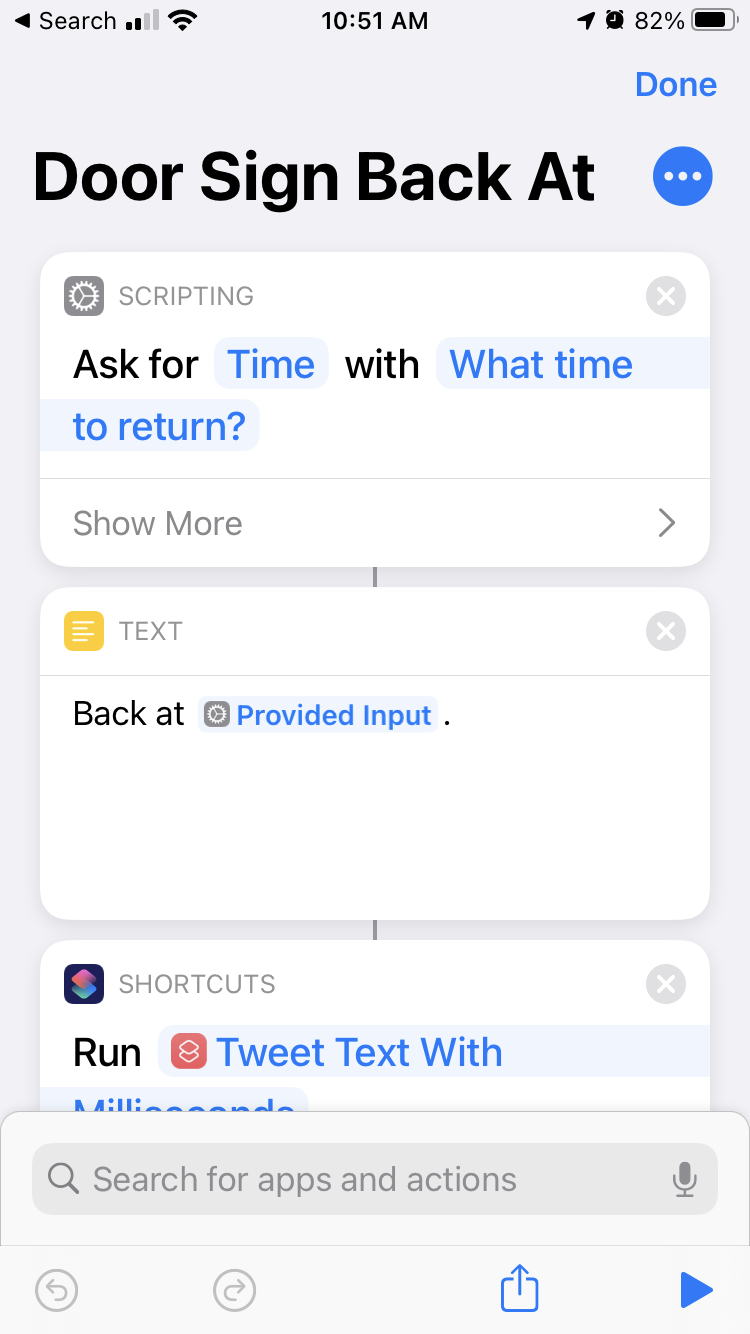 Search 10:51 AM 82%
Done
Door Sign Back At
SCRIPTING
Ask for Time with What time
to return?
Show More
TEXT
Back at Provided Input .
SHORTCUTS
Run Tweet Text With
Milliseconds
Search for apps and actions